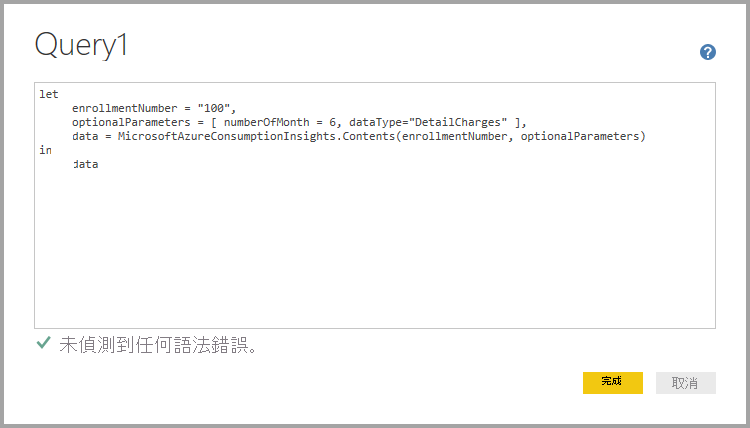 Query1
?
let
enrollmentNumber = "100",
optionalParameters = [ numberOfMonth = 6, dataType="DetailCharges" ],
data = MicrosoftAzureConsumptionInsights.Contents(enrollmentNumber, optionalParameters)
in
data
未偵測到任何語法錯誤。
完成
取消